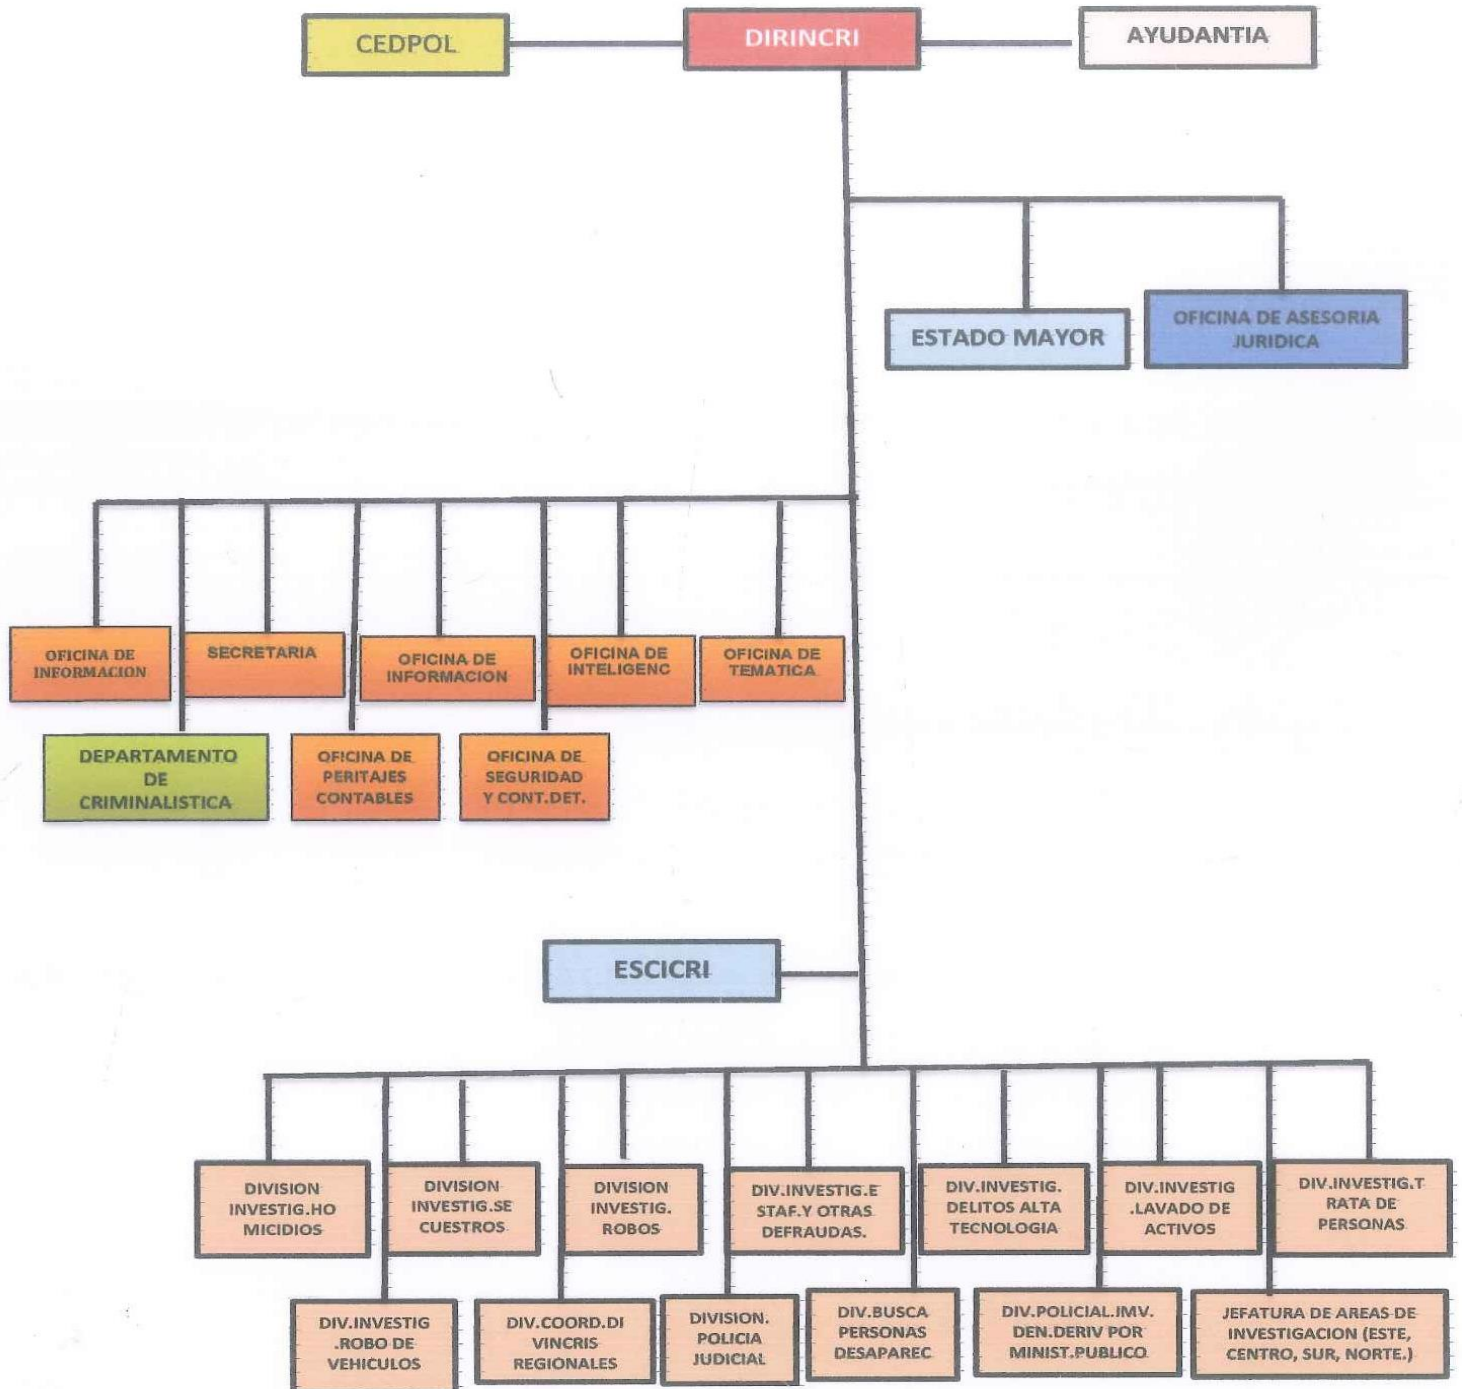 CEDPOL
DIRINCRI
AYUDANTIA
ESTADO MAYOR
OFICINA DE ASESORIA
JURIDICA
OFICINA DE
INFORMACION
SECRETARIA
OFICINA DE
INFORMACION
OFICINA DE
INTELIGENC
OFICINA DE
TEMATICA
DEPARTAMENTO
DE
CRIMINALISTICA
OFICINA DE
PERITAJES
CONTABLES
OFICINA DE
SEGURIDAD
Y CONT.DET.
ESCICRI
DIVISION
INVESTIG.HO
MICIDIOS
DIVISION
INVESTIG.SE
CUESTROS
DIVISION
INVESTIG.
ROBOS
DIV.INVESTIG.E
STAF.Y OTRAS
DEFRAUDAS.
DIV.INVESTIG.
DELITOS ALTA
TECNOLOGIA
DIV.INVESTIG
.LAVADO DE
ACTIVOS
DIV.INVESTIG.T
RATA DE
PERSONAS
DIV.INVESTIG
.ROBO DE
VEHICULOS
DIV.COORD.DI
VINCRIS
REGIONALES
DIVISION.
POLICIA
JUDICIAL
DIV.BUSCA
PERSONAS
DESAPAREC
DIV.POLICIAL.IMV.
DEN.DERIV POR
MINIST.PUBLICO
JEFATURA DE AREAS DE
INVESTIGACION (ESTE,
CENTRO, SUR, NORTE.)